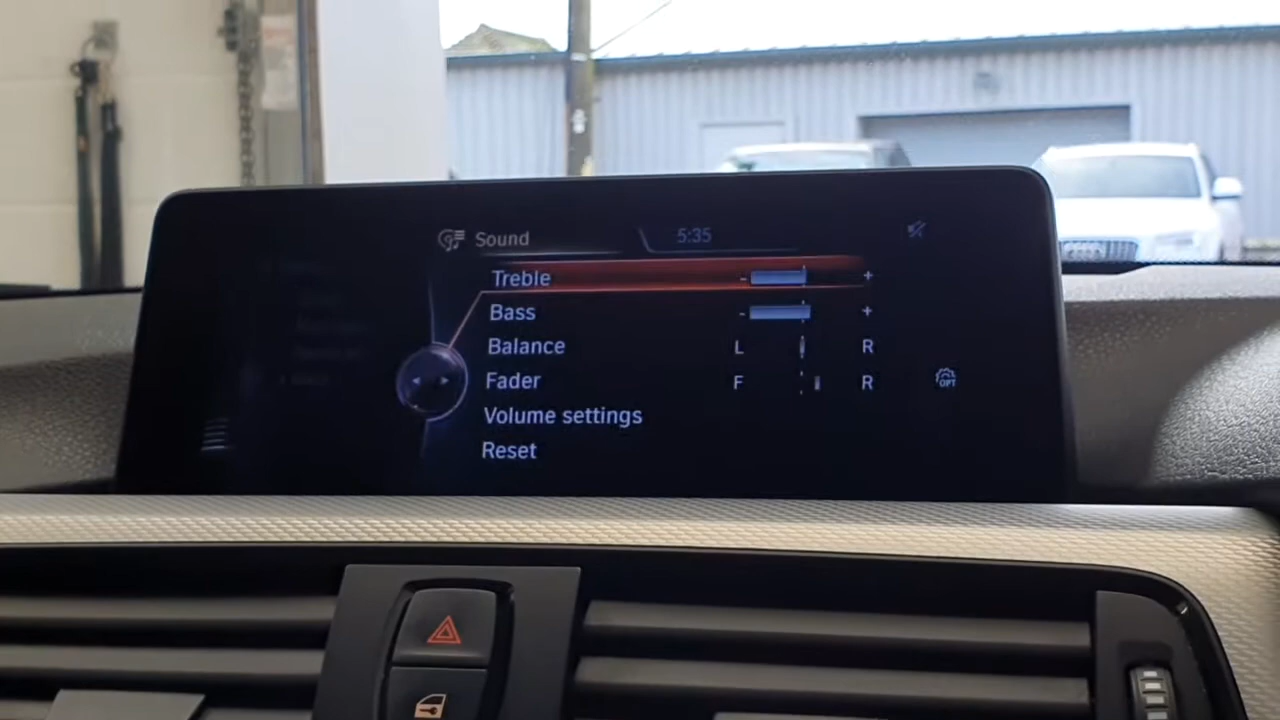 Sound 5:35
Treble - +
Bass - +
Balance L R
Fader F R
OPT
Volume settings
Reset